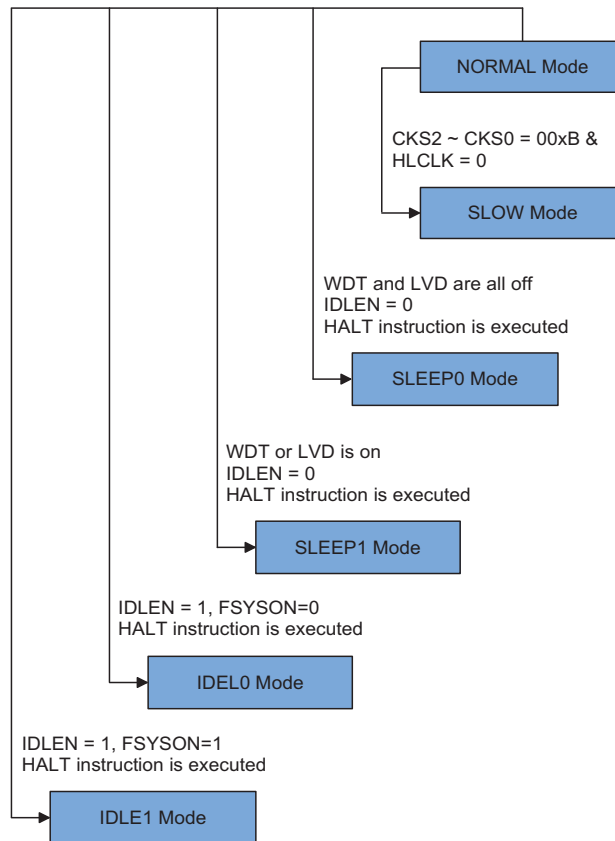 NORMAL Mode
CKS2 ~ CKS0 = 00xB &
HLCLK = 0
SLOW Mode
WDT and LVD are all off
IDLEN = 0
HALT instruction is executed
SLEEP0 Mode
WDT or LVD is on
IDLEN = 0
HALT instruction is executed
SLEEP1 Mode
IDLEN = 1, FSYSON=0
HALT instruction is executed
IDEL0 Mode
IDLEN = 1, FSYSON=1
HALT instruction is executed
IDLE1 Mode